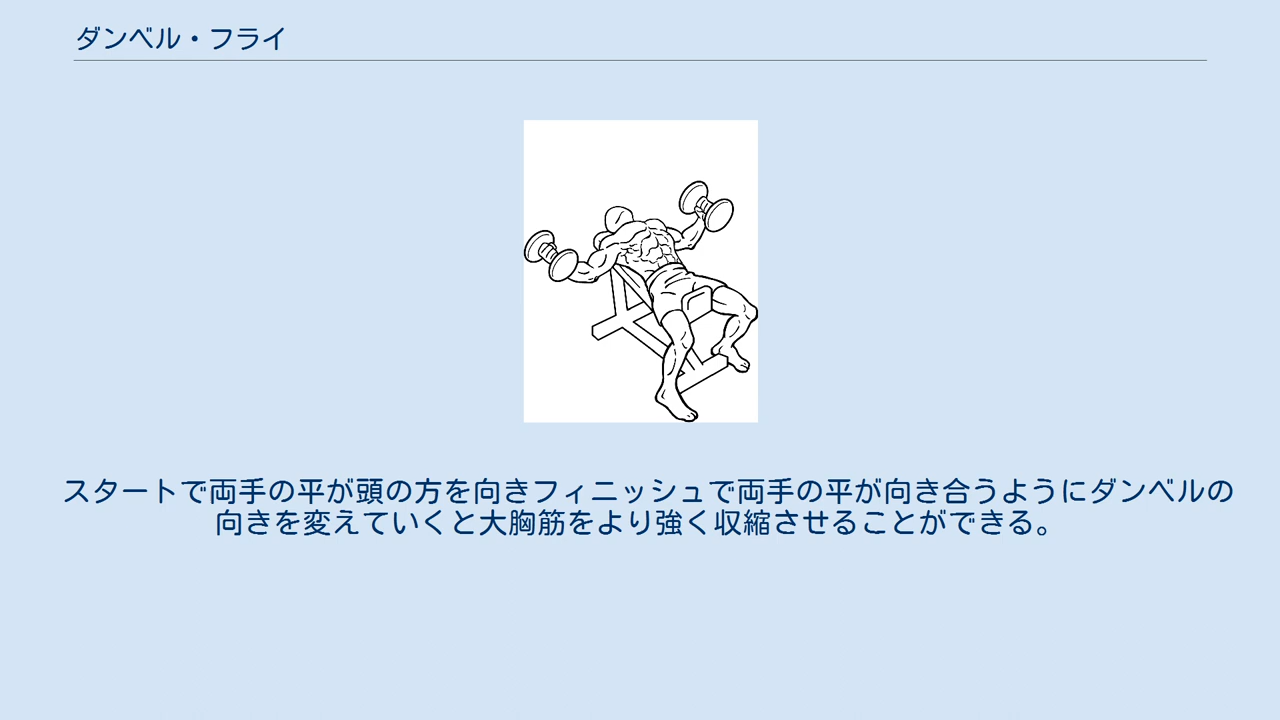 ダンベル・フライ
スタートで両手の平が頭の方を向きフィニッシュで両手の平が向き合うようにダンベルの
向きを変えていくと大胸筋をより強く収縮させることができる。